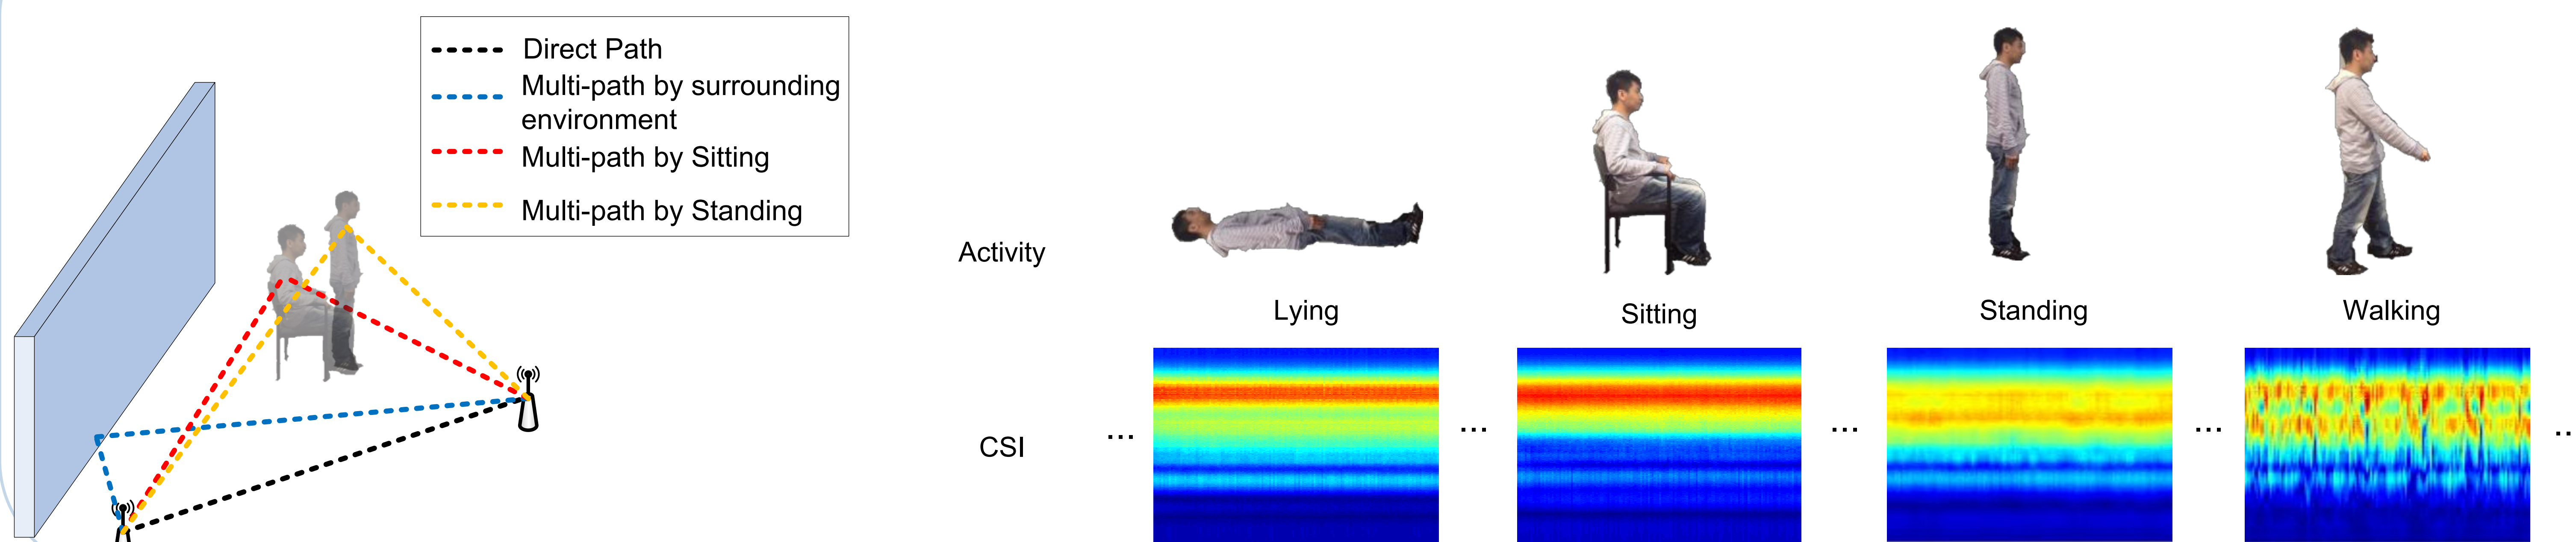 Direct Path
Multi-path by surrounding
environment
Multi-path by Sitting
Multi-path by Standing
Activity
Lying
Sitting
Standing
Walking
CSI
...
...
...
...
..